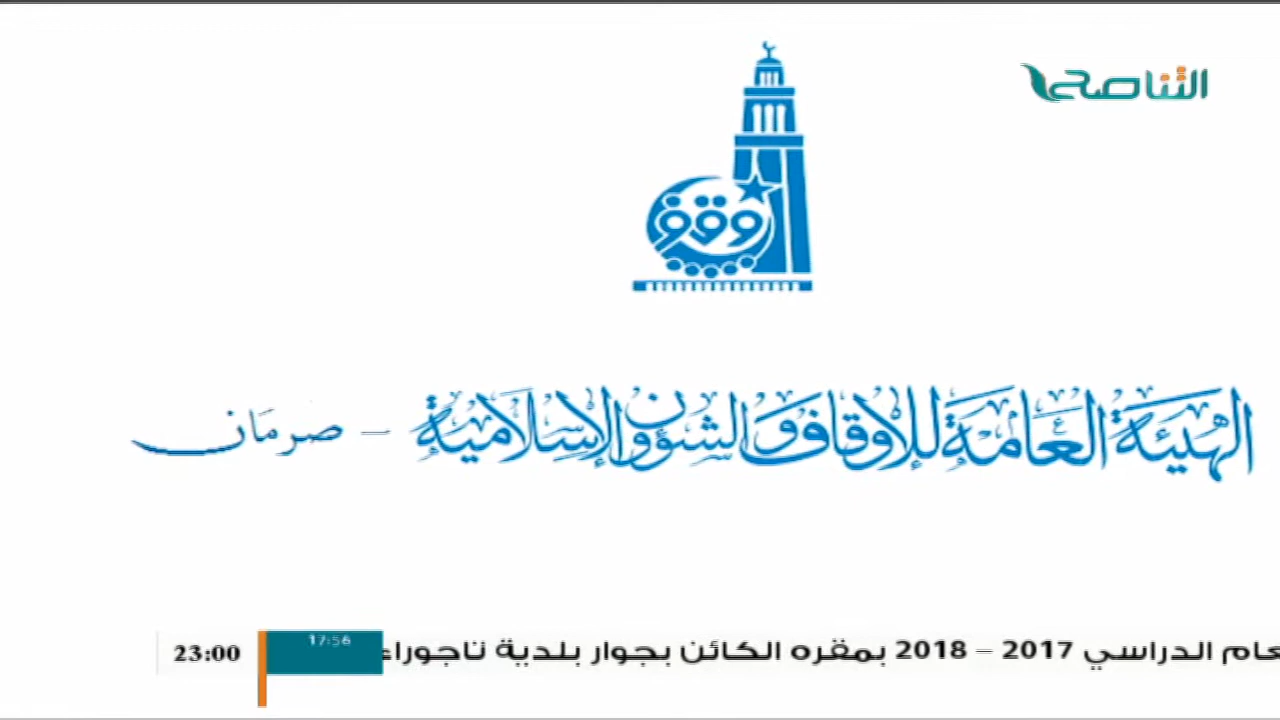 التناصح
وقف
الهيئة العامة للأوقاف والشؤون الإسلامية - صرمان
عام الدراسي 2017 – 2018 بمقره الكائن بجوار بلدية تاجوراء
17:56
23:00